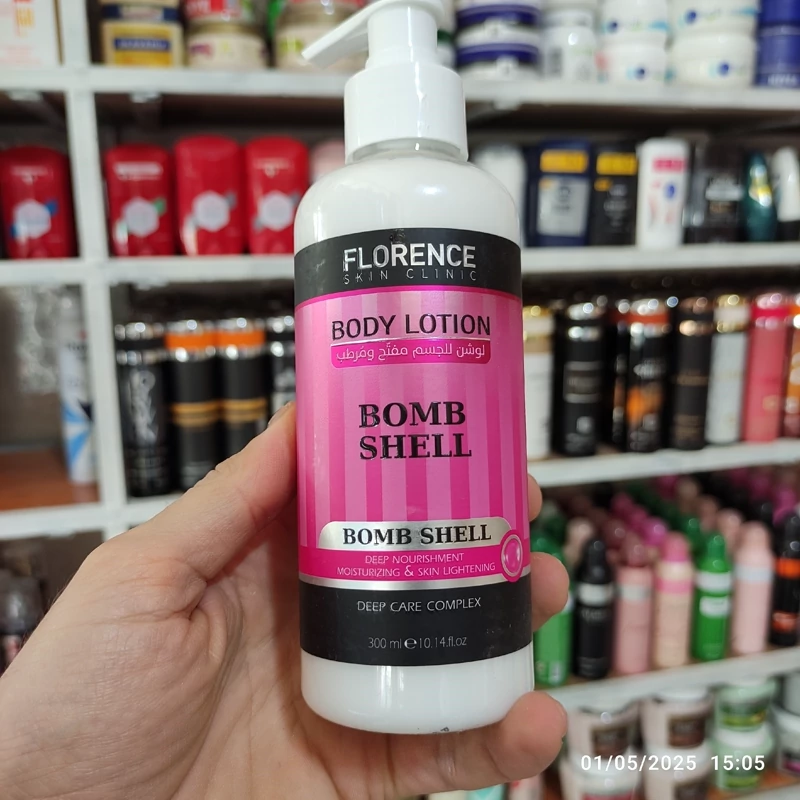 FLORENCE
SKIN CLINIC
BODY LOTION
لوشن للجسم مفتّح ومرطب
BOMB
SHELL
BOMB SHELL
DEEP NOURISHMENT
MOISTURIZING & SKIN LIGHTENING
DEEP CARE COMPLEX
300 ml ℮ 10.14.fl.oz
01/05/2025 15:05